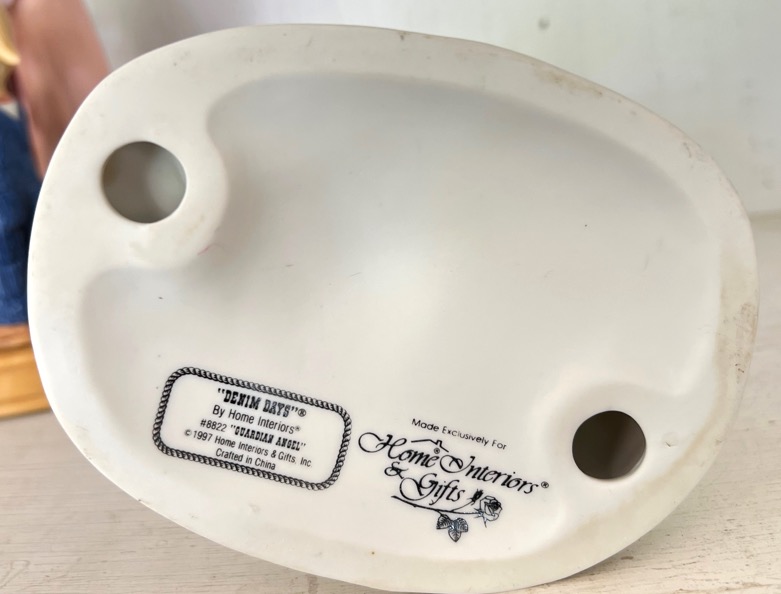 "DENIM DAYS"®
By Home Interiors®
#8822 "GUARDIAN ANGEL"
©1997 Home Interiors & Gifts, Inc.
Crafted in China
Made Exclusively For
Home Interiors®
& Gifts